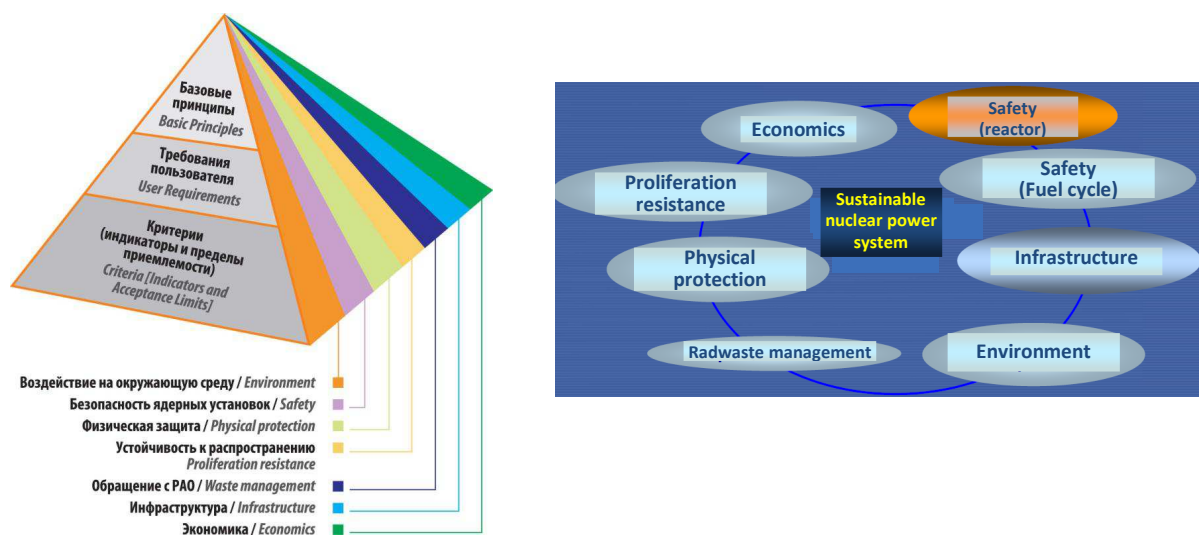 Базовые
принципы
Basic Principles
Требования
пользователя
User Requirements
Критерии
(индикаторы и пределы
приемлемости)
Criteria [Indicators and
Acceptance Limits]
Воздействие на окружающую среду / Environment
Безопасность ядерных установок / Safety
Физическая защита / Physical protection
Устойчивость к распространению
Proliferation resistance
Обращение с РАО / Waste management
Инфраструктура / Infrastructure
Экономика / Economics
Economics
Safety
(reactor)
Proliferation
resistance
Sustainable
nuclear power
system
Safety
(Fuel cycle)
Physical
protection
Infrastructure
Radwaste management
Environment